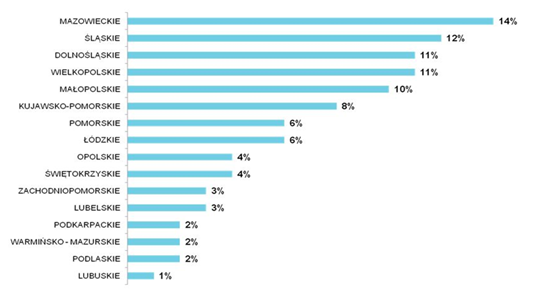 MAZOWIECKIE 14%
ŚLĄSKIE 12%
DOLNOŚLĄSKIE 11%
WIELKOPOLSKIE 11%
MAŁOPOLSKIE 10%
KUJAWSKO-POMORSKIE 8%
POMORSKIE 6%
ŁÓDZKIE 6%
OPOLSKIE 4%
ŚWIĘTOKRZYSKIE 4%
ZACHODNIOPOMORSKIE 3%
LUBELSKIE 3%
PODKARPACKIE 2%
WARMIŃSKO - MAZURSKIE 2%
PODLASKIE 2%
LUBUSKIE 1%